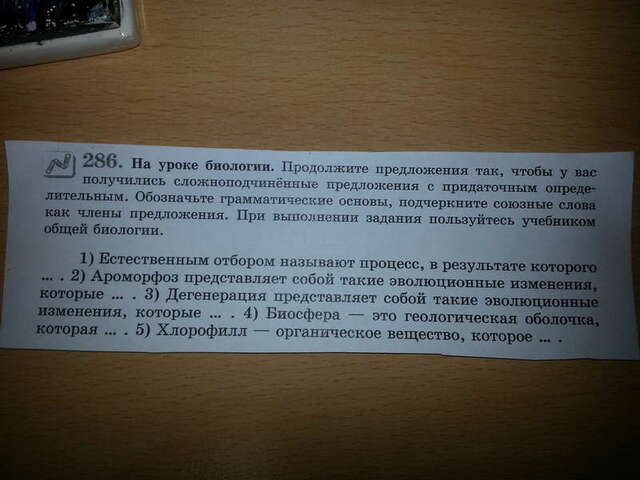 286. На уроке биологии. Продолжите предложения так, чтобы у вас
получились сложноподчинённые предложения с придаточным опреде-
лительным. Обозначьте грамматические основы, подчеркните союзные слова
как члены предложения. При выполнении задания пользуйтесь учебником
общей биологии.
1) Естественным отбором называют процесс, в результате которого
... . 2) Ароморфоз представляет собой такие эволюционные изменения,
которые ... . 3) Дегенерация представляет собой такие эволюционные
изменения, которые ... . 4) Биосфера — это геологическая оболочка,
которая ... . 5) Хлорофилл — органическое вещество, которое ... .